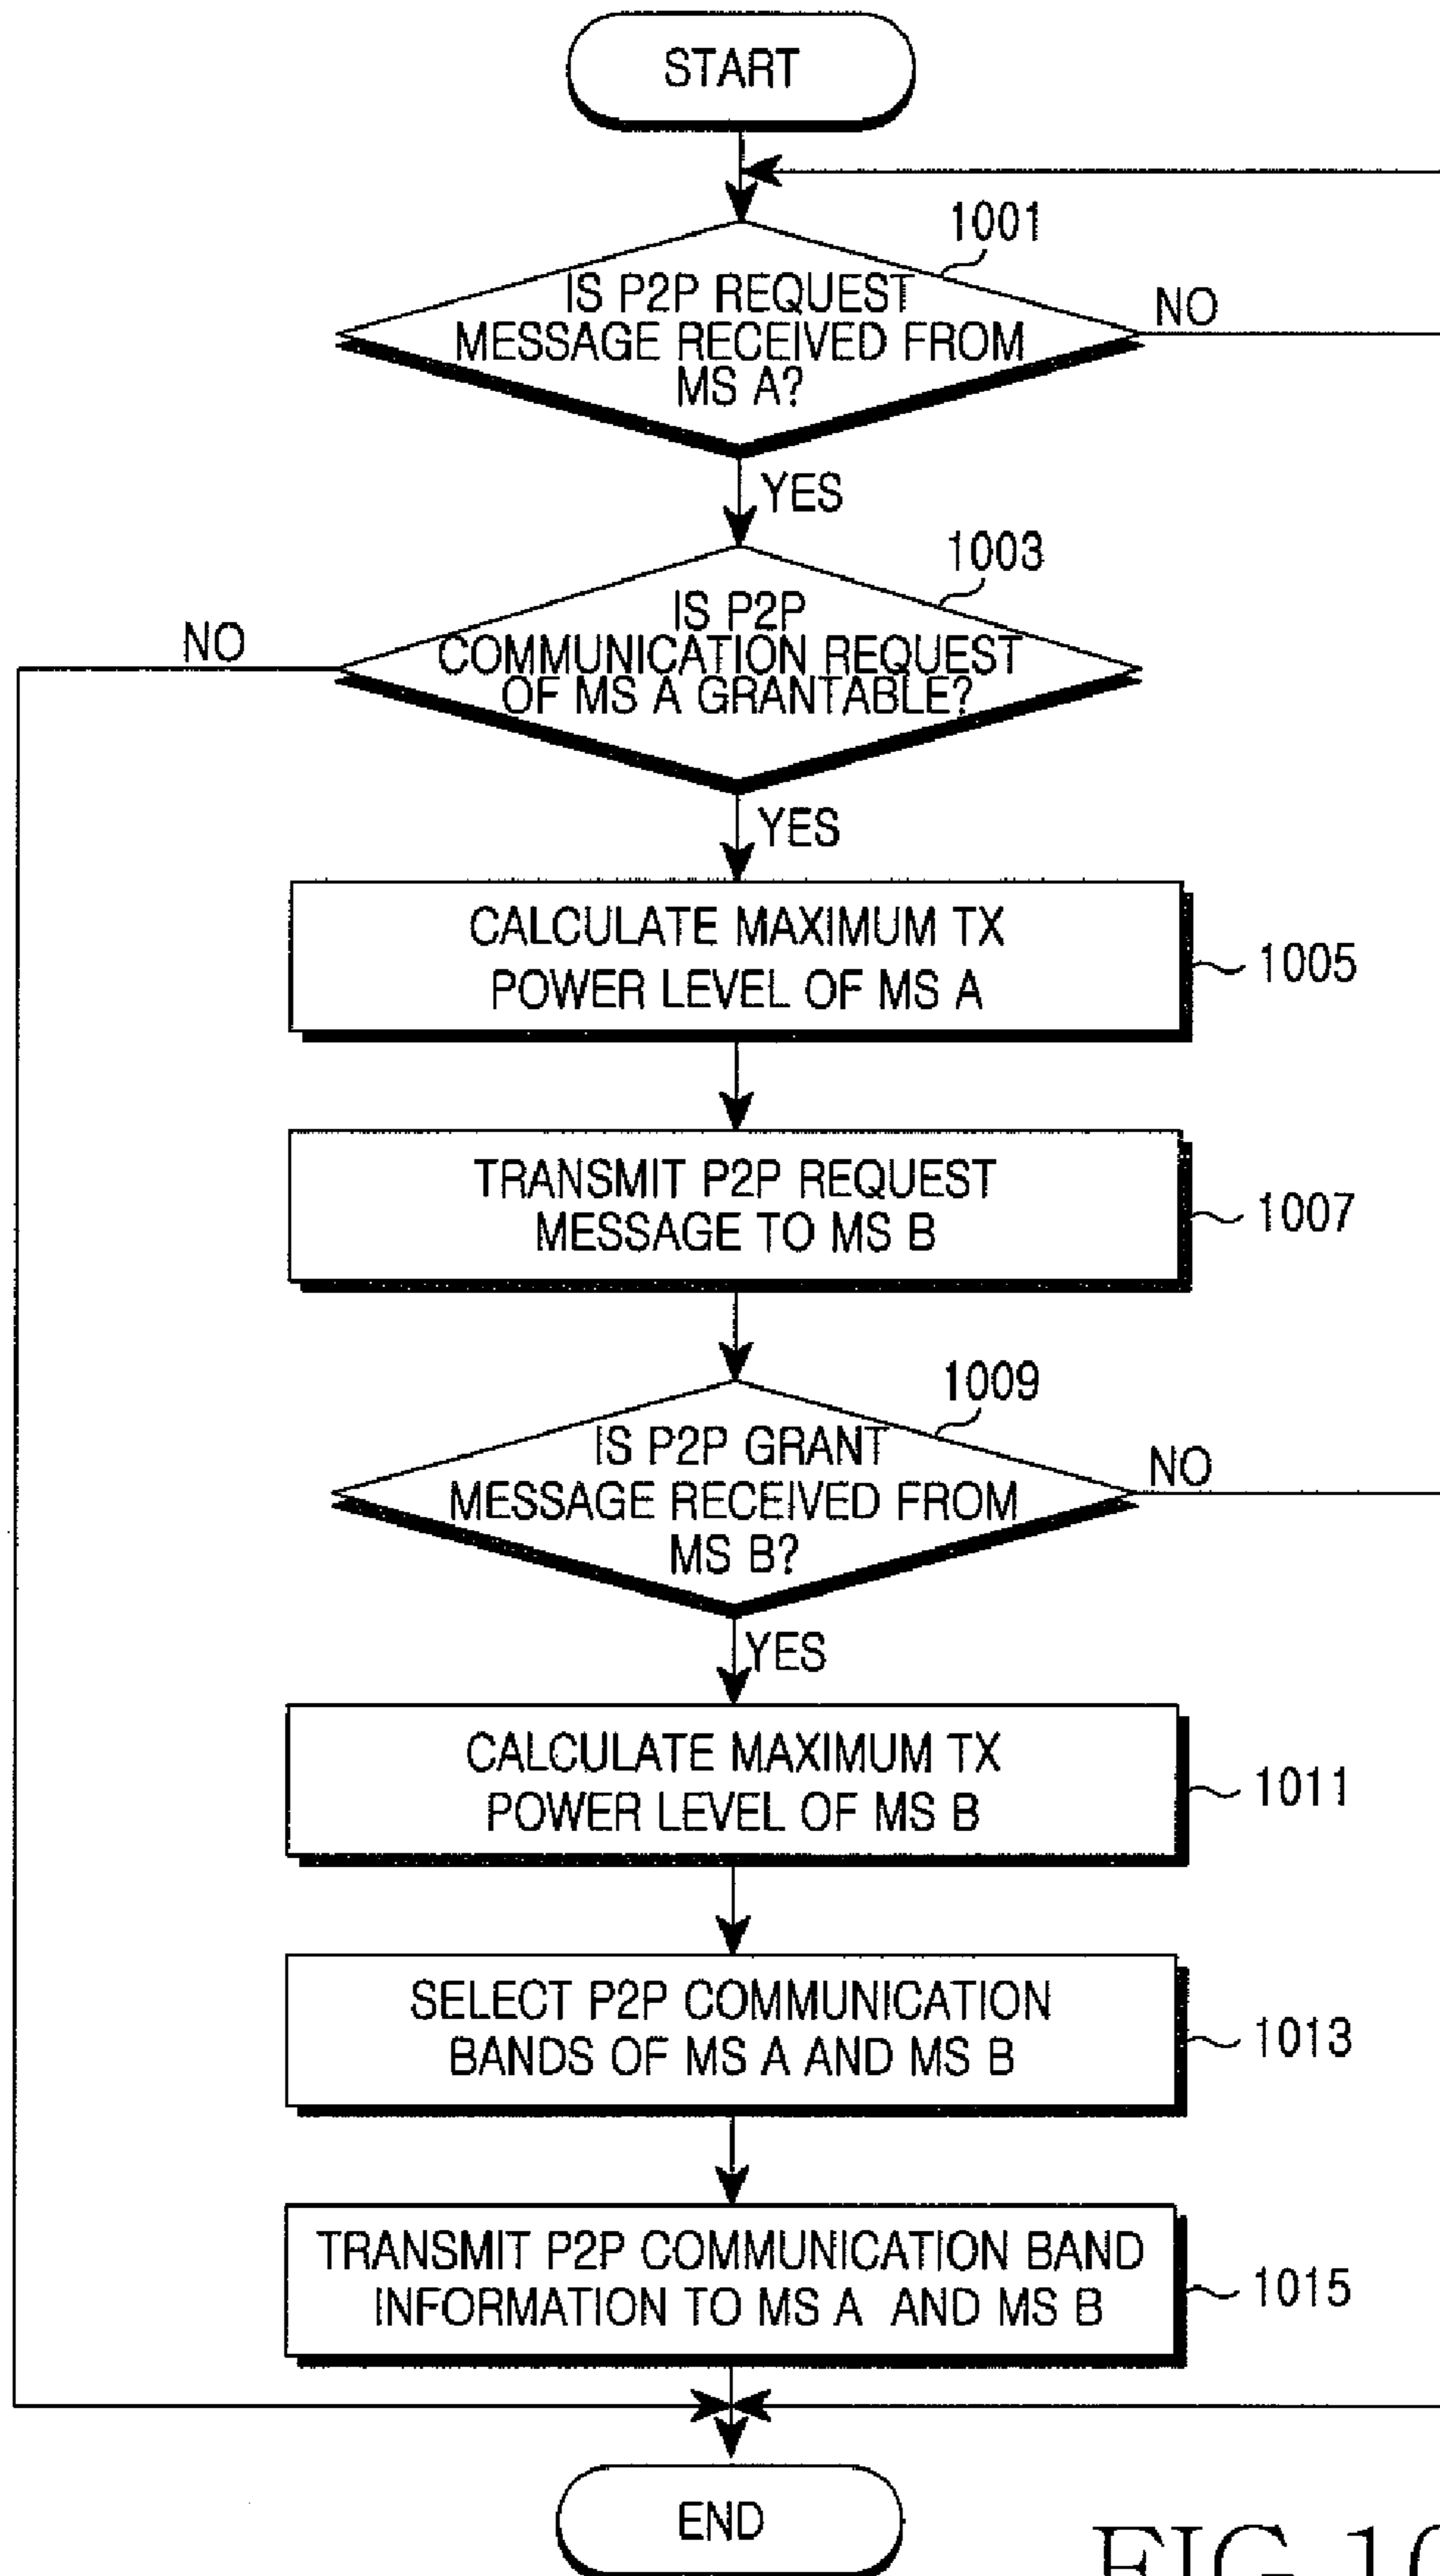 START
1001
IS P2P REQUEST
MESSAGE RECEIVED FROM
MS A?
NO
YES
1003
IS P2P
COMMUNICATION REQUEST
OF MS A GRANTABLE?
NO
YES
CALCULATE MAXIMUM TX
POWER LEVEL OF MS A
1005
TRANSMIT P2P REQUEST
MESSAGE TO MS B
1007
1009
IS P2P GRANT
MESSAGE RECEIVED FROM
MS B?
NO
YES
CALCULATE MAXIMUM TX
POWER LEVEL OF MS B
1011
SELECT P2P COMMUNICATION
BANDS OF MS A AND MS B
1013
TRANSMIT P2P COMMUNICATION BAND
INFORMATION TO MS A AND MS B
1015
END
FIG.10